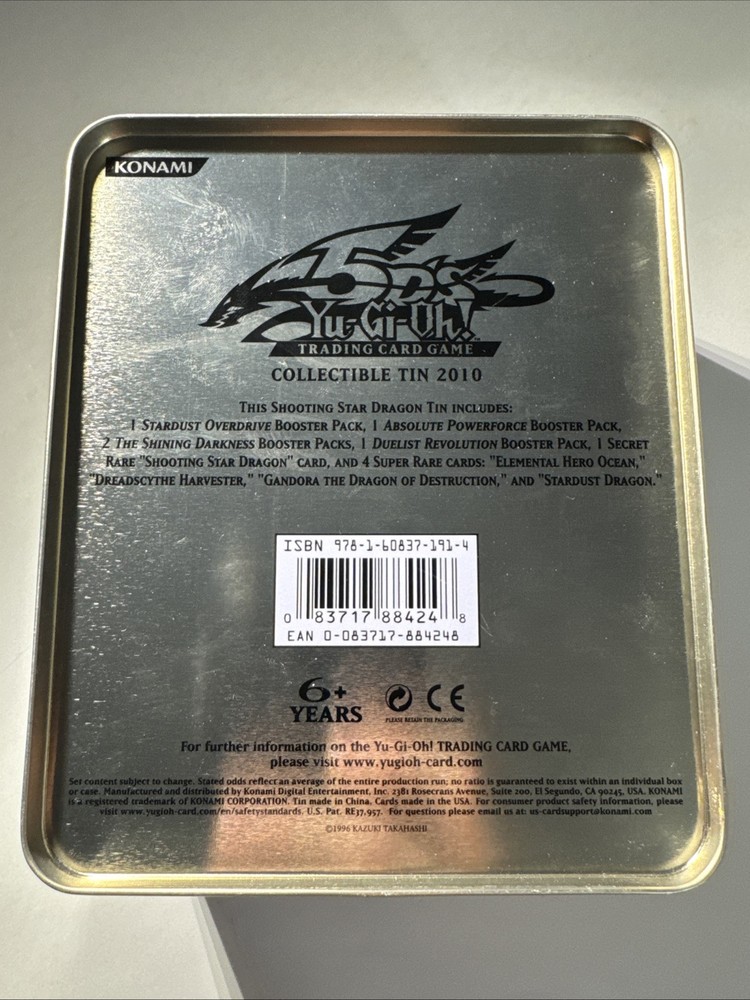 KONAMI
5D's
Yu-Gi-Oh!
TRADING CARD GAME
COLLECTIBLE TIN 2010
THIS SHOOTING STAR DRAGON TIN INCLUDES:
1 STARDUST OVERDRIVE BOOSTER PACK, 1 ABSOLUTE POWERFORCE BOOSTER PACK,
2 THE SHINING DARKNESS BOOSTER PACKS, 1 DUELIST REVOLUTION BOOSTER PACK, 1 SECRET
RARE "SHOOTING STAR DRAGON" CARD, AND 4 SUPER RARE CARDS: "ELEMENTAL HERO OCEAN,"
"DREADSCYTHE HARVESTER," "GANDORA THE DRAGON OF DESTRUCTION," AND "STARDUST DRAGON."
ISBN 978-1-60837-191-4
0 83717 88424 8
EAN 0-083717-884248
6+
YEARS
CE
PLEASE RETAIN THE PACKAGING
For further information on the Yu-Gi-Oh! TRADING CARD GAME,
please visit www.yugioh-card.com
Set content subject to change. Stated odds reflect an average of the entire production run; no ratio is guaranteed to exist within an individual box
or case. Manufactured and distributed by Konami Digital Entertainment, Inc. 2381 Rosecrans Avenue, Suite 200, El Segundo, CA 90245, USA. KONAMI
is a registered trademark of KONAMI CORPORATION. Tin made in China. Cards made in the USA. For consumer product safety information, please
visit www.yugioh-card.com/en/safetystandards. U.S. Pat. RE37,957. For questions please email us at: us-cardsupport@konami.com
©1996 KAZUKI TAKAHASHI